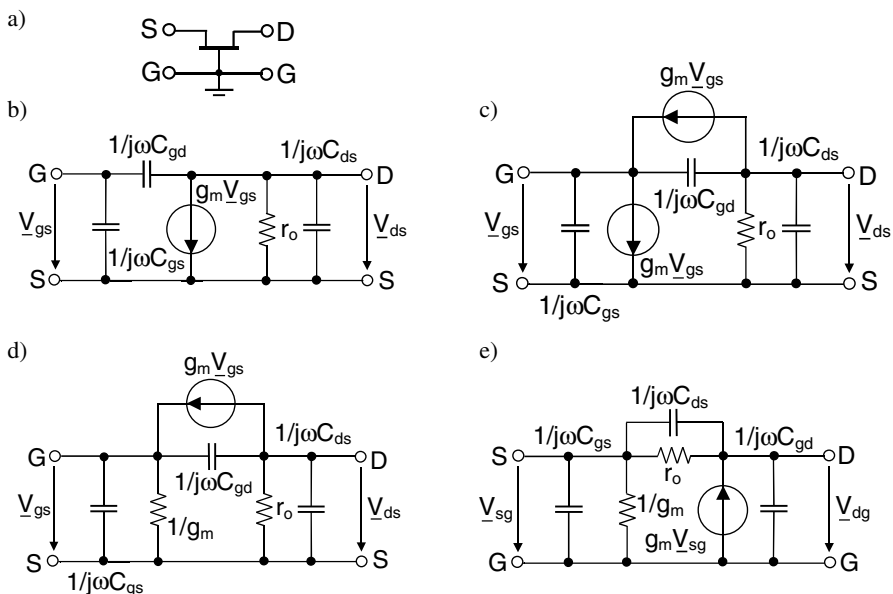 a)
S
D
G
G
b)
1/jωCgd
1/jωCds
G
D
gmVgs
Vgs
ro
Vds
1/jωCgs
S
S
c)
gmVgs
1/jωCds
G
D
1/jωCgd
Vgs
ro
Vds
gmVgs
S
S
1/jωCgs
d)
gmVgs
1/jωCds
G
D
1/jωCgd
Vgs
ro
Vds
1/gm
S
S
1/jωCgs
e)
1/jωCds
1/jωCgs
1/jωCgd
S
D
ro
Vsg
1/gm
Vdg
gmVsg
G
G